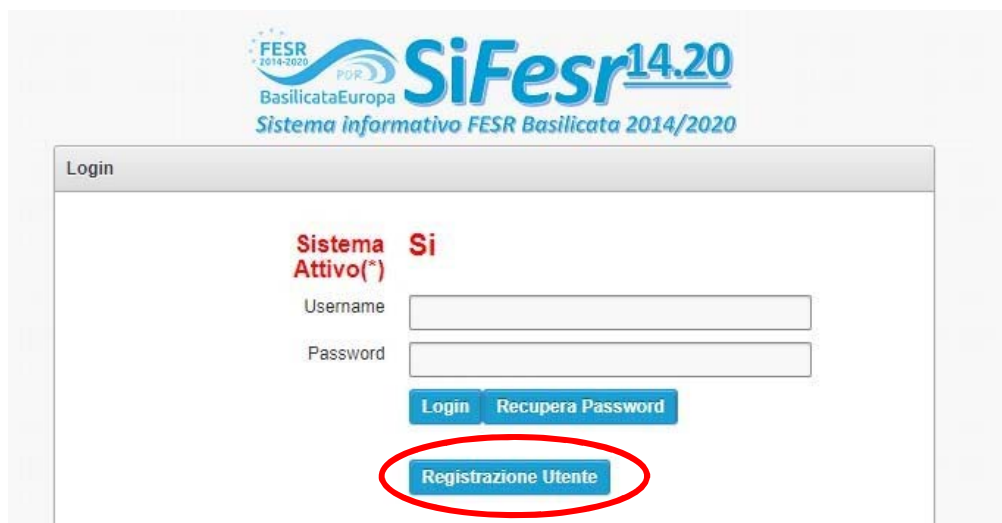 FESR
2014-2020
POR
BasilicataEuropa
SiFesr14.20
Sistema informativo FESR Basilicata 2014/2020
Login
Sistema Attivo(*) Si
Username
Password
Login Recupera Password
Registrazione Utente